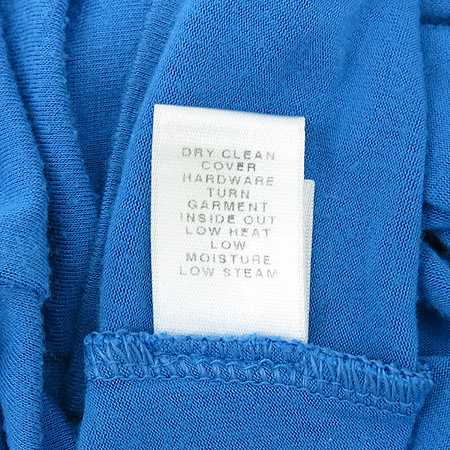 DRY CLEAN
COVER
HARDWARE
TURN
GARMENT
INSIDE OUT
LOW HEAT
LOW
MOISTURE
LOW STEAM